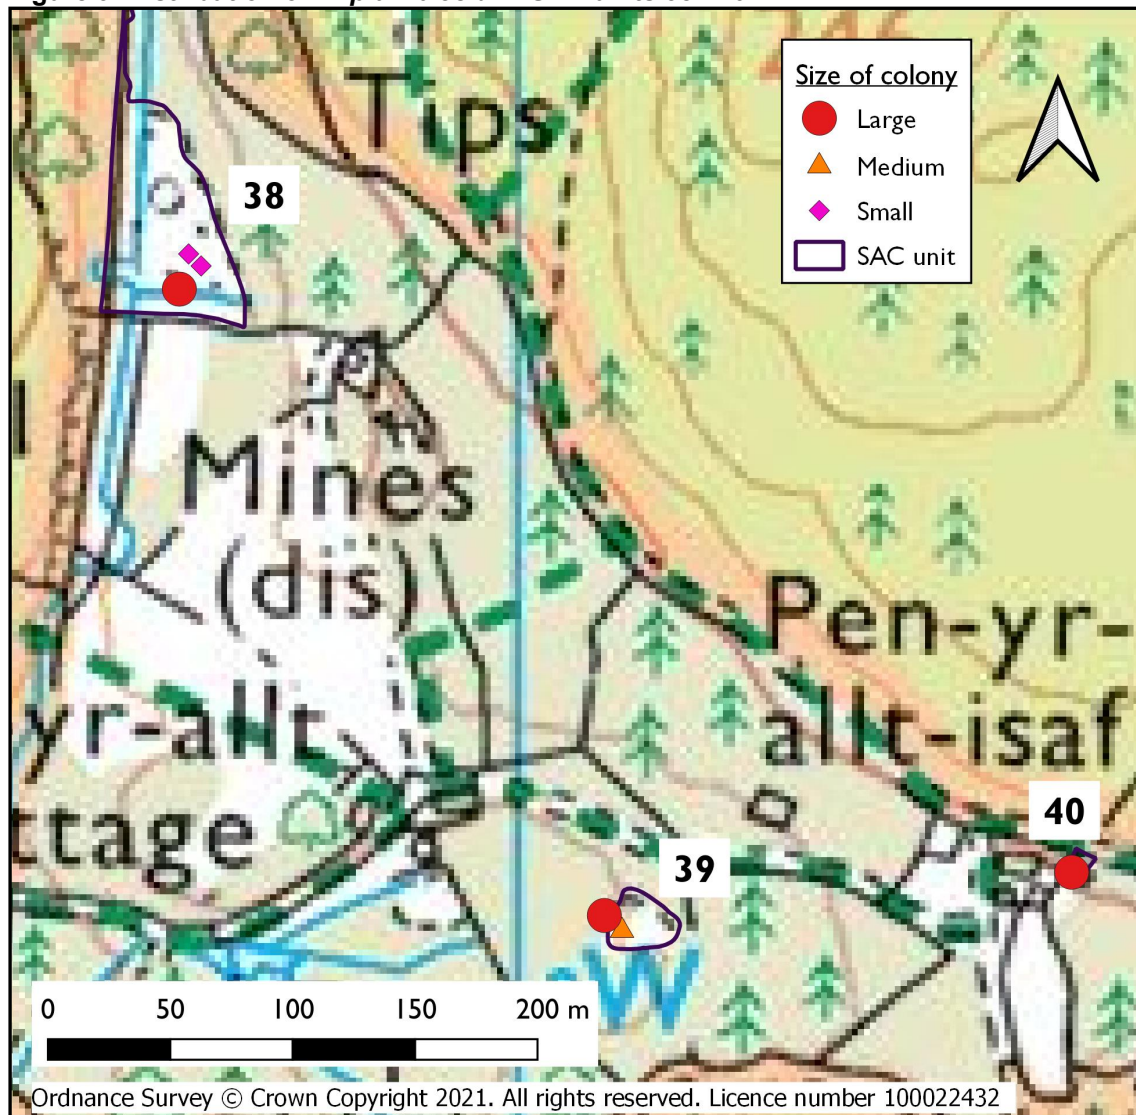 Tips
Size of colony
Large
Medium
Small
SAC unit
38
Mines
(dis)
Pen-yr-
allt-isaf
yr-allt
ttage
40
39
W
0 50 100 150 200 m
Ordnance Survey © Crown Copyright 2021. All rights reserved. Licence number 100022432